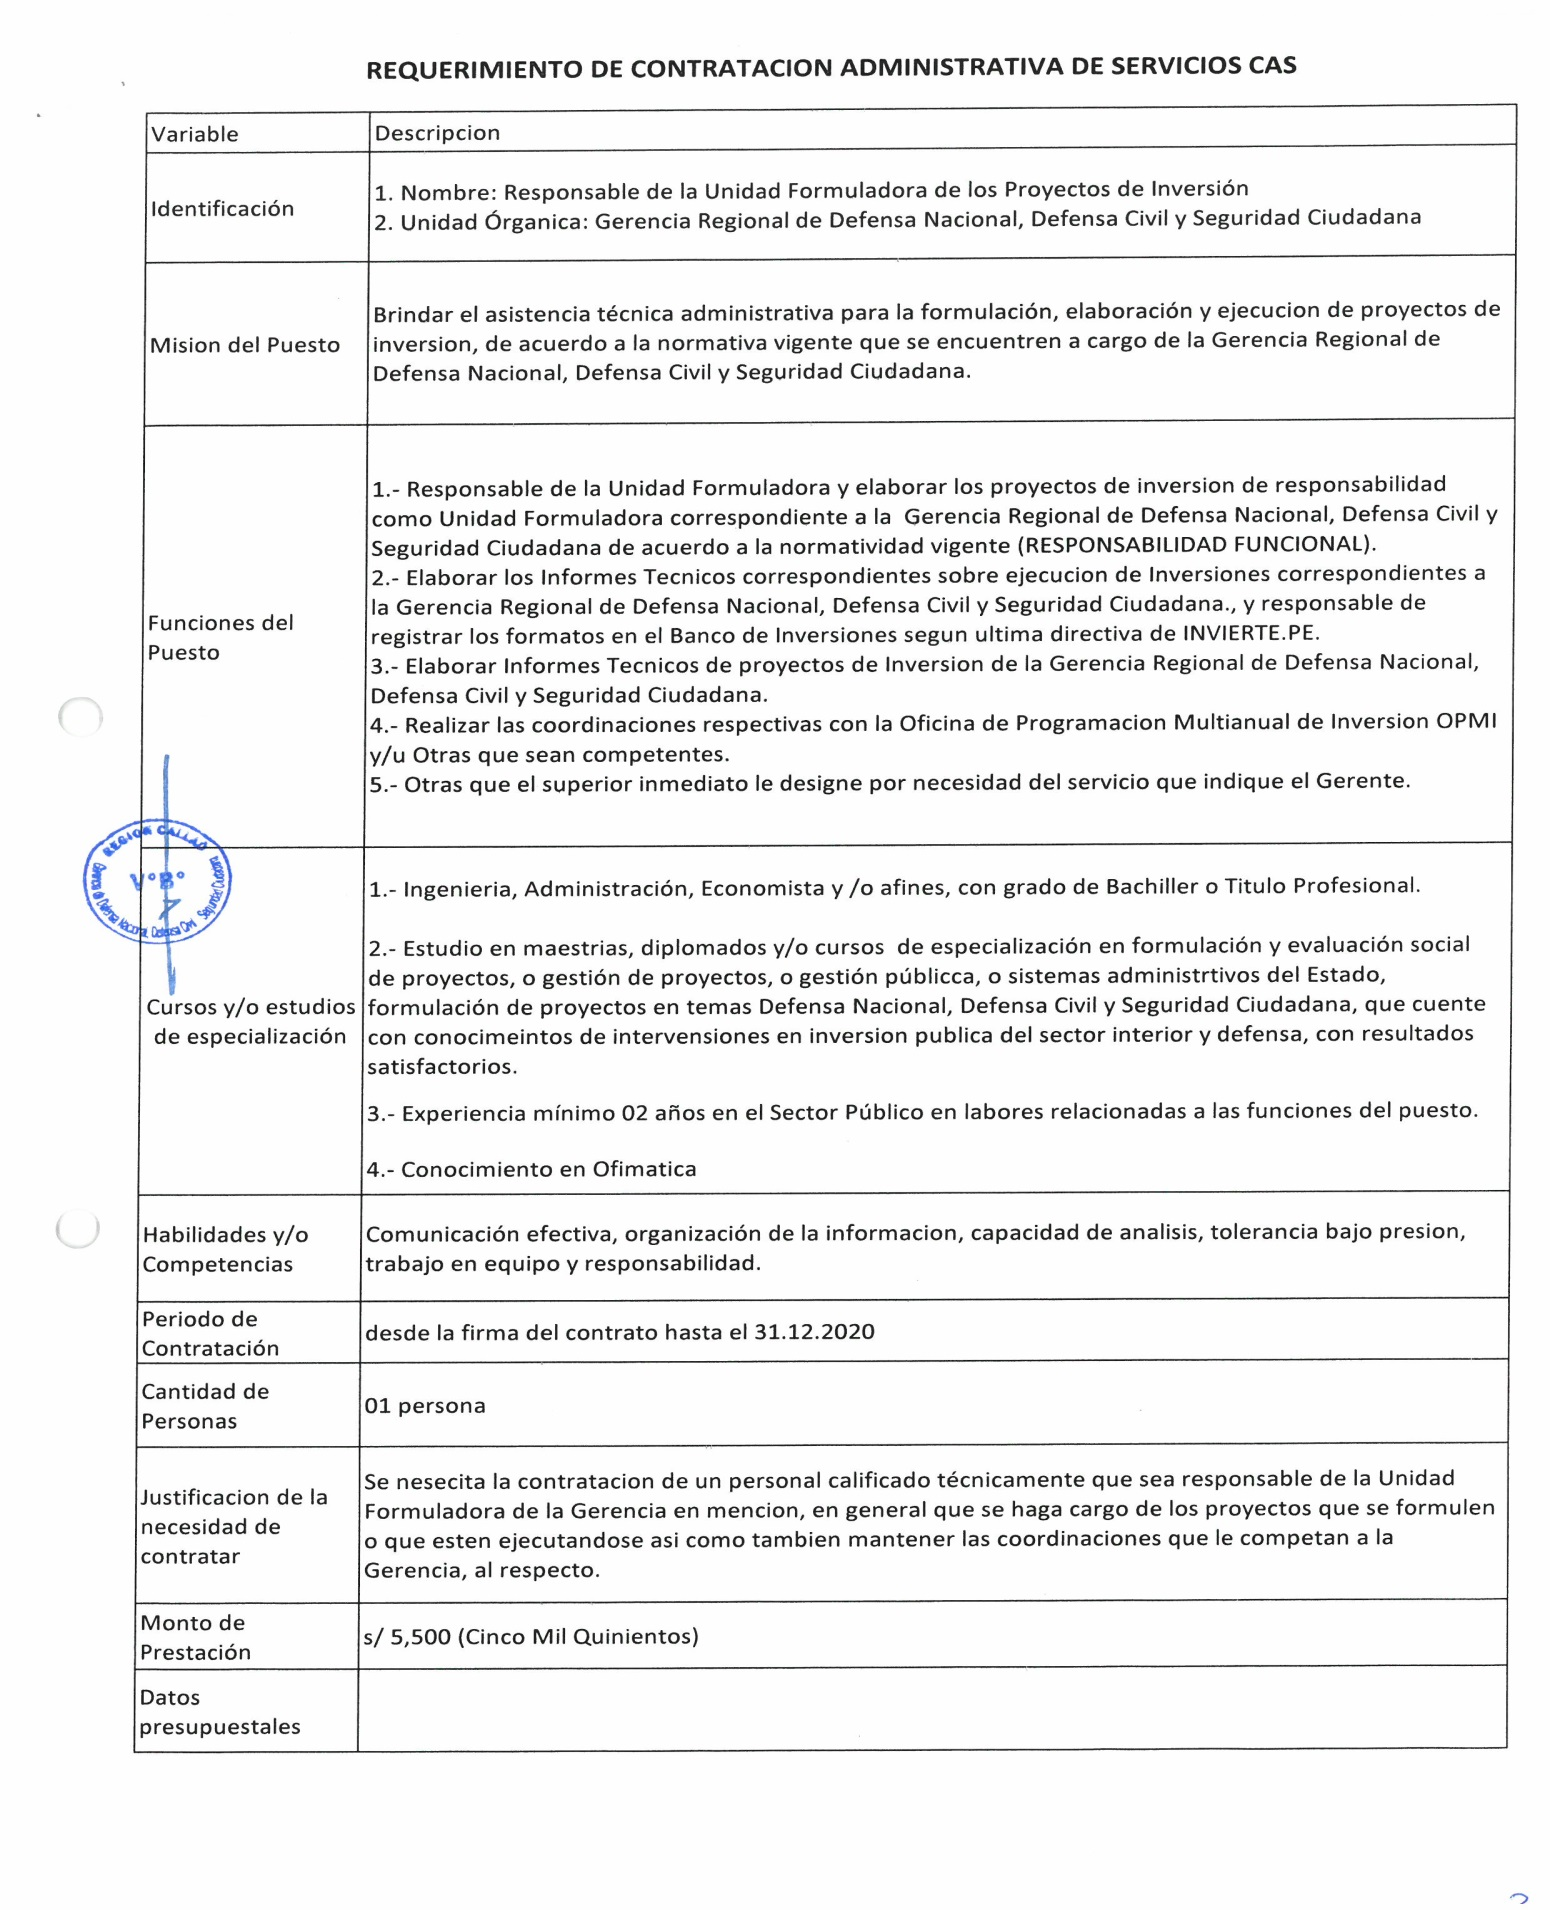 REQUERIMIENTO DE CONTRATACION ADMINISTRATIVA DE SERVICIOS CAS
Variable
Descripcion
Identificación
1. Nombre: Responsable de la Unidad Formuladora de los Proyectos de Inversión
2. Unidad Órganica: Gerencia Regional de Defensa Nacional, Defensa Civil y Seguridad Ciudadana
Mision del Puesto
Brindar el asistencia técnica administrativa para la formulación, elaboración y ejecucion de proyectos de
inversion, de acuerdo a la normativa vigente que se encuentren a cargo de la Gerencia Regional de
Defensa Nacional, Defensa Civil y Seguridad Ciudadana.
Funciones del
Puesto
1.- Responsable de la Unidad Formuladora y elaborar los proyectos de inversion de responsabilidad
como Unidad Formuladora correspondiente a la Gerencia Regional de Defensa Nacional, Defensa Civil y
Seguridad Ciudadana de acuerdo a la normatividad vigente (RESPONSABILIDAD FUNCIONAL).
2.- Elaborar los Informes Tecnicos correspondientes sobre ejecucion de Inversiones correspondientes a
la Gerencia Regional de Defensa Nacional, Defensa Civil y Seguridad Ciudadana., y responsable de
registrar los formatos en el Banco de Inversiones segun ultima directiva de INVIERTE.PE.
3.- Elaborar Informes Tecnicos de proyectos de Inversion de la Gerencia Regional de Defensa Nacional,
Defensa Civil y Seguridad Ciudadana.
4.- Realizar las coordinaciones respectivas con la Oficina de Programacion Multianual de Inversion OPMI
y/u Otras que sean competentes.
5.- Otras que el superior inmediato le designe por necesidad del servicio que indique el Gerente.
REGION CALLAO
V°B°
Defensa Nacional Defensa Civil Seguridad Ciudadana
Cursos y/o estudios
de especialización
1.- Ingenieria, Administración, Economista y /o afines, con grado de Bachiller o Titulo Profesional.
2.- Estudio en maestrias, diplomados y/o cursos de especialización en formulación y evaluación social
de proyectos, o gestión de proyectos, o gestión públicca, o sistemas administrtivos del Estado,
formulación de proyectos en temas Defensa Nacional, Defensa Civil y Seguridad Ciudadana, que cuente
con conocimeintos de intervensiones en inversion publica del sector interior y defensa, con resultados
satisfactorios.
3.- Experiencia mínimo 02 años en el Sector Público en labores relacionadas a las funciones del puesto.
4.- Conocimiento en Ofimatica
Habilidades y/o
Competencias
Comunicación efectiva, organización de la informacion, capacidad de analisis, tolerancia bajo presion,
trabajo en equipo y responsabilidad.
Periodo de
Contratación
desde la firma del contrato hasta el 31.12.2020
Cantidad de
Personas
01 persona
Justificacion de la
necesidad de
contratar
Se nesecita la contratacion de un personal calificado técnicamente que sea responsable de la Unidad
Formuladora de la Gerencia en mencion, en general que se haga cargo de los proyectos que se formulen
o que esten ejecutandose asi como tambien mantener las coordinaciones que le competan a la
Gerencia, al respecto.
Monto de
Prestación
s/ 5,500 (Cinco Mil Quinientos)
Datos
presupuestales